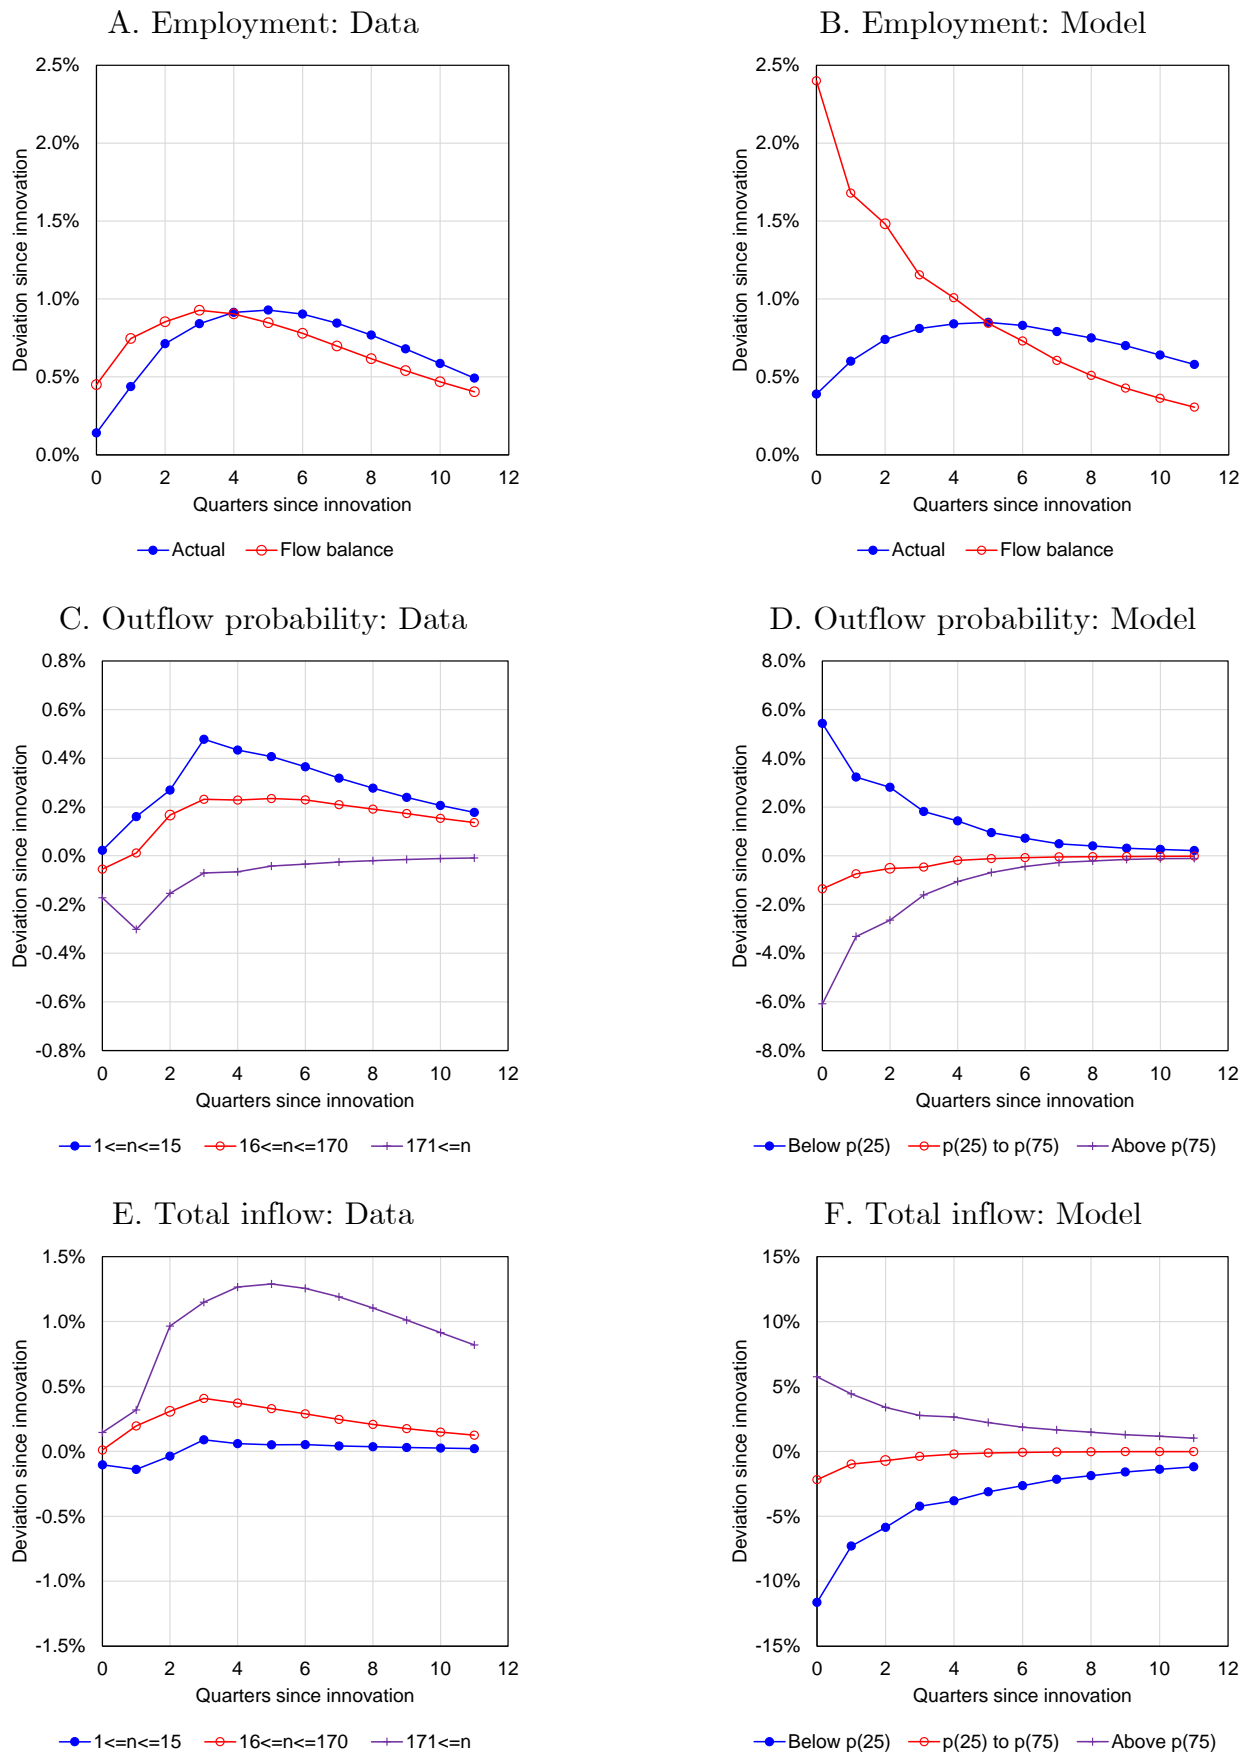 A. Employment: Data
2.5%
2.0%
1.5%
1.0%
0.5%
0.0%
Deviation since innovation
0 2 4 6 8 10 12
Quarters since innovation
Actual Flow balance
B. Employment: Model
2.5%
2.0%
1.5%
1.0%
0.5%
0.0%
Deviation since innovation
0 2 4 6 8 10 12
Quarters since innovation
Actual Flow balance
C. Outflow probability: Data
0.8%
0.6%
0.4%
0.2%
0.0%
-0.2%
-0.4%
-0.6%
-0.8%
Deviation since innovation
0 2 4 6 8 10 12
Quarters since innovation
1<=n<=15 16<=n<=170 171<=n
D. Outflow probability: Model
8.0%
6.0%
4.0%
2.0%
0.0%
-2.0%
-4.0%
-6.0%
-8.0%
Deviation since innovation
0 2 4 6 8 10 12
Quarters since innovation
Below p(25) p(25) to p(75) Above p(75)
E. Total inflow: Data
1.5%
1.0%
0.5%
0.0%
-0.5%
-1.0%
-1.5%
Deviation since innovation
0 2 4 6 8 10 12
Quarters since innovation
1<=n<=15 16<=n<=170 171<=n
F. Total inflow: Model
15%
10%
5%
0%
-5%
-10%
-15%
Deviation since innovation
0 2 4 6 8 10 12
Quarters since innovation
Below p(25) p(25) to p(75) Above p(75)